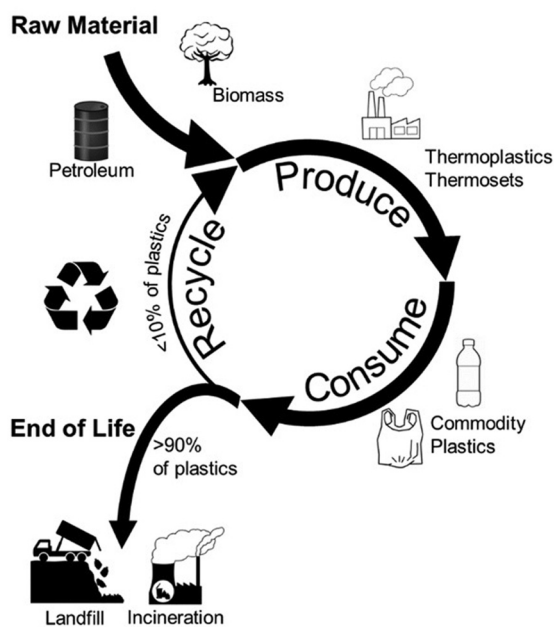 Raw Material
Biomass
Petroleum
Produce
Thermoplastics
Thermosets
Recycle
<10% of plastics
Consume
Commodity
Plastics
End of Life
>90%
of plastics
Landfill
Incineration